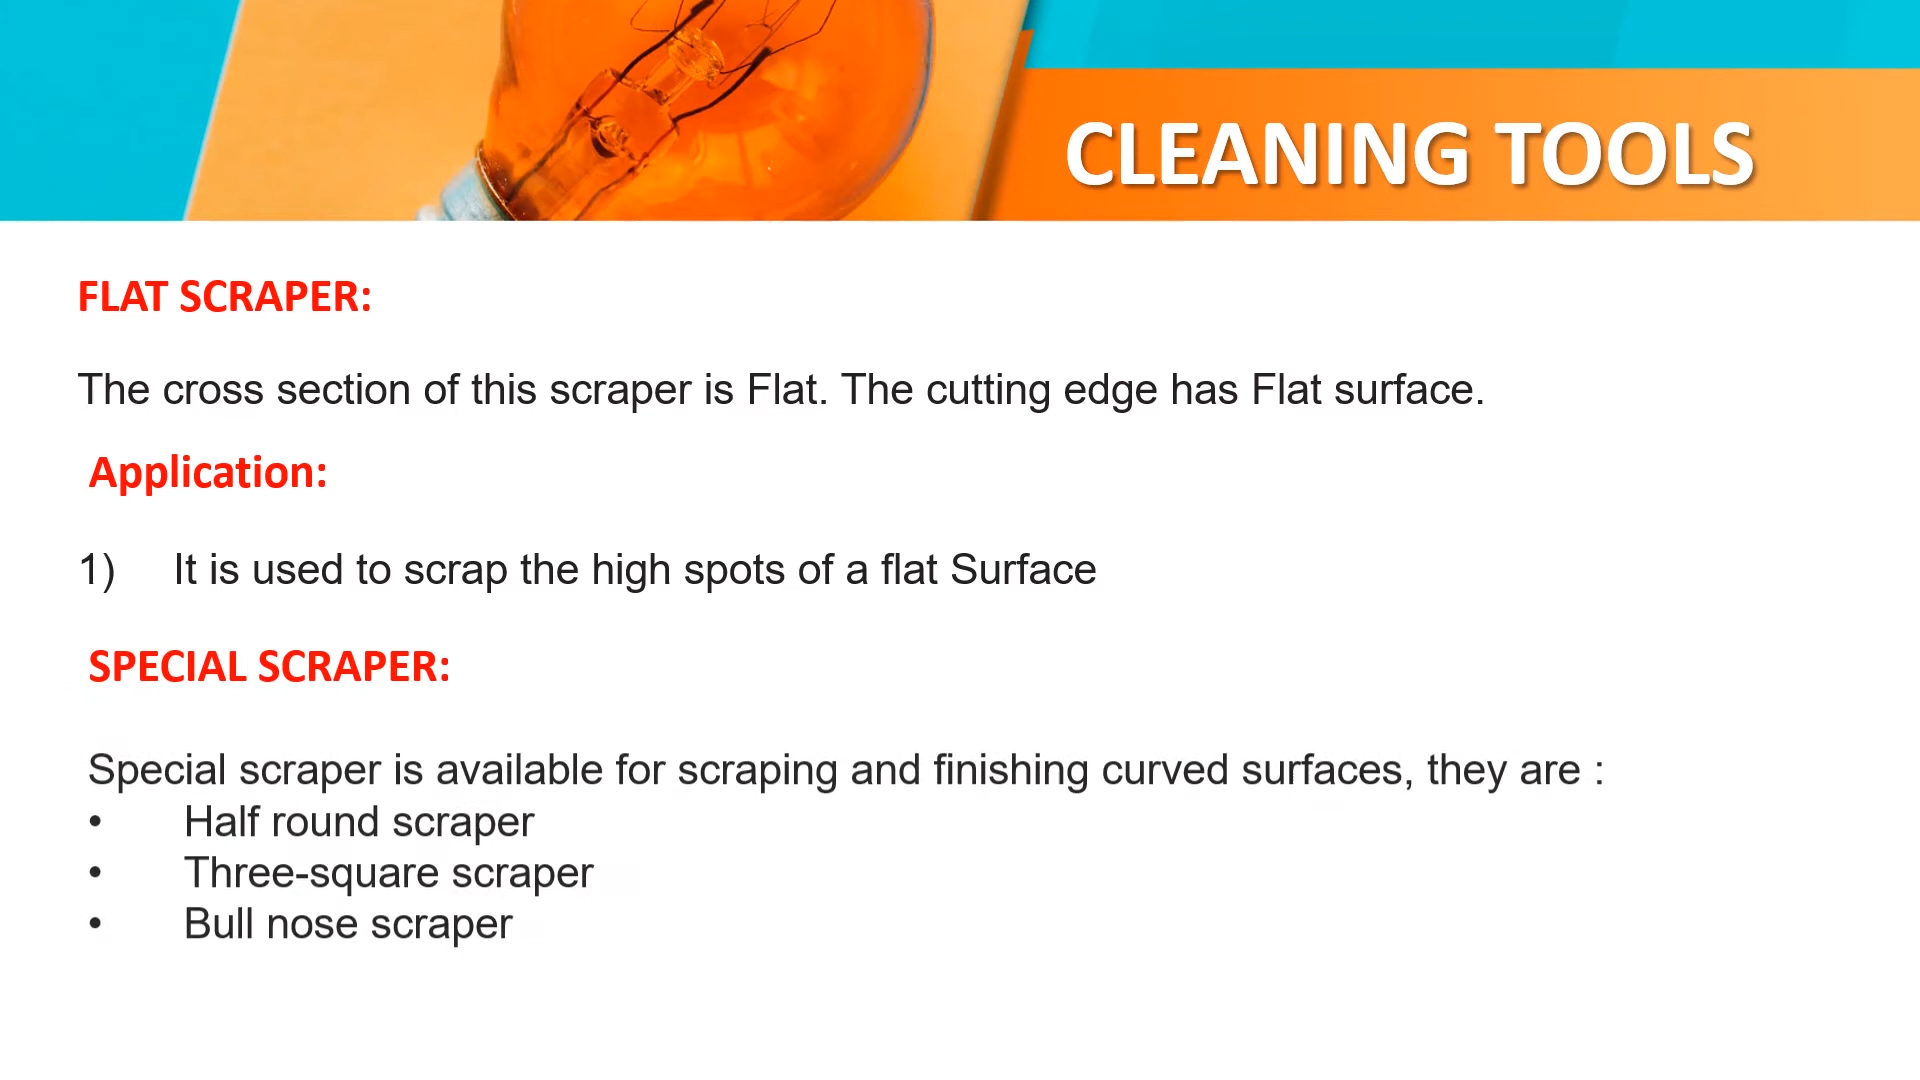 CLEANING TOOLS
FLAT SCRAPER:
The cross section of this scraper is Flat. The cutting edge has Flat surface.
Application:
1) It is used to scrap the high spots of a flat Surface
SPECIAL SCRAPER:
Special scraper is available for scraping and finishing curved surfaces, they are :
• Half round scraper
• Three-square scraper
• Bull nose scraper